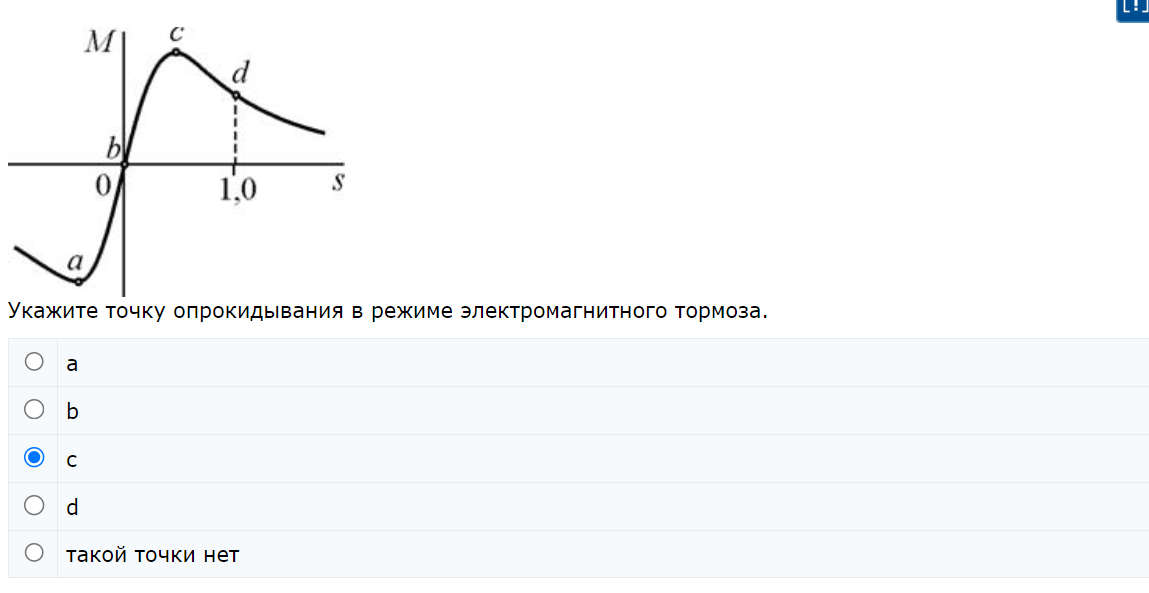 [!]
M
c
d
b
0
1,0
s
a
Укажите точку опрокидывания в режиме электромагнитного тормоза.
a
b
c
d
такой точки нет